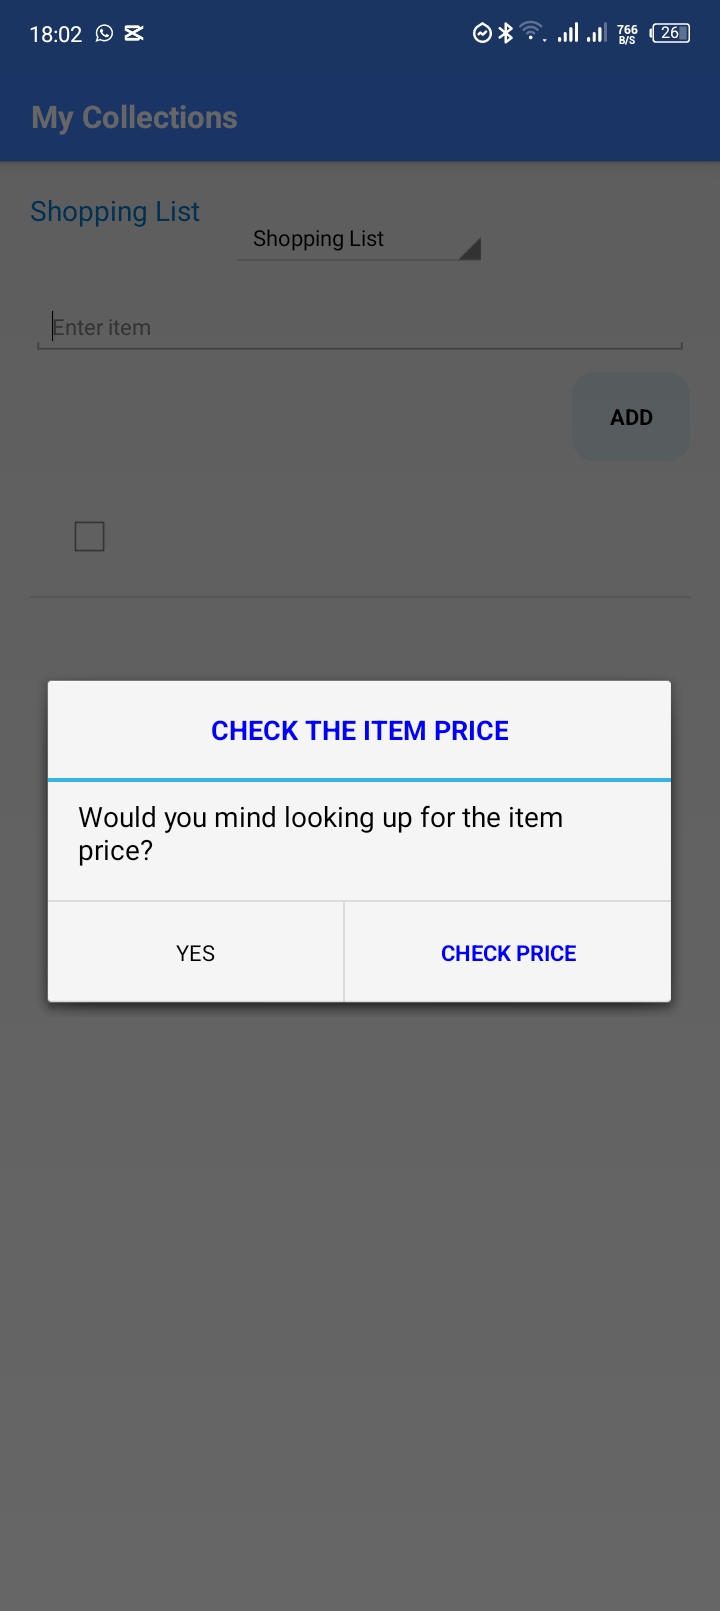 18:02
766
B/S
26
My Collections
Shopping List
Shopping List
Enter item
ADD
CHECK THE ITEM PRICE
Would you mind looking up for the item
price?
YES
CHECK PRICE